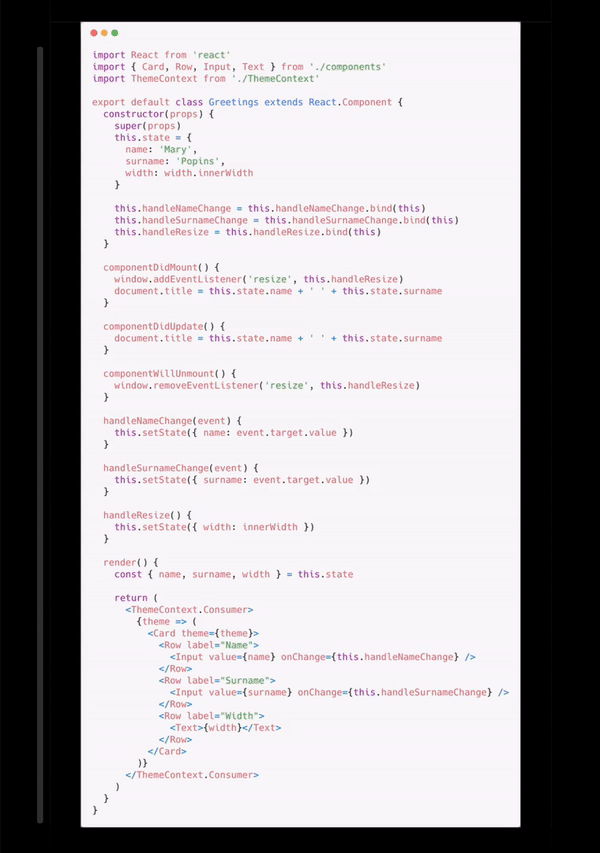 import React from 'react'
import { Card, Row, Input, Text } from './components'
import ThemeContext from './ThemeContext'

export default class Greetings extends React.Component {
  constructor(props) {
    super(props)
    this.state = {
      name: 'Mary',
      surname: 'Popins',
      width: width.innerWidth
    }

    this.handleNameChange = this.handleNameChange.bind(this)
    this.handleSurnameChange = this.handleSurnameChange.bind(this)
    this.handleResize = this.handleResize.bind(this)
  }

  componentDidMount() {
    window.addEventListener('resize', this.handleResize)
    document.title = this.state.name + ' ' + this.state.surname
  }

  componentDidUpdate() {
    document.title = this.state.name + ' ' + this.state.surname
  }

  componentWillUnmount() {
    window.removeEventListener('resize', this.handleResize)
  }

  handleNameChange(event) {
    this.setState({ name: event.target.value })
  }

  handleSurnameChange(event) {
    this.setState({ surname: event.target.value })
  }

  handleResize() {
    this.setState({ width: innerWidth })
  }

  render() {
    const { name, surname, width } = this.state

    return (
      <ThemeContext.Consumer>
        {theme => (
          <Card theme={theme}>
            <Row label="Name">
              <Input value={name} onChange={this.handleNameChange} />
            </Row>
            <Row label="Surname">
              <Input value={surname} onChange={this.handleSurnameChange} />
            </Row>
            <Row label="Width">
              <Text>{width}</Text>
            </Row>
          </Card>
        )}
      </ThemeContext.Consumer>
    )
  }
}